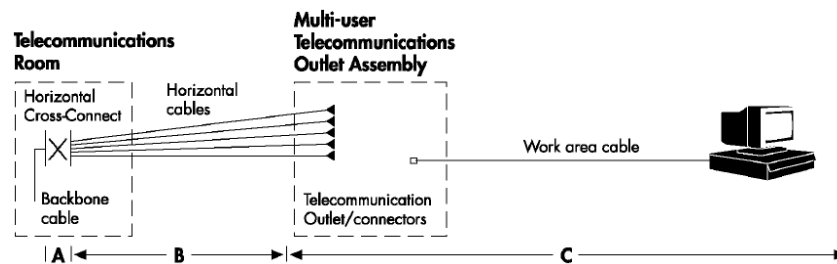 Telecommunications
Room
Multi-user
Telecommunications
Outlet Assembly
Horizontal
Cross-Connect
Horizontal
cables
Work area cable
Backbone
cable
Telecommunication
Outlet/connectors
A
B
C